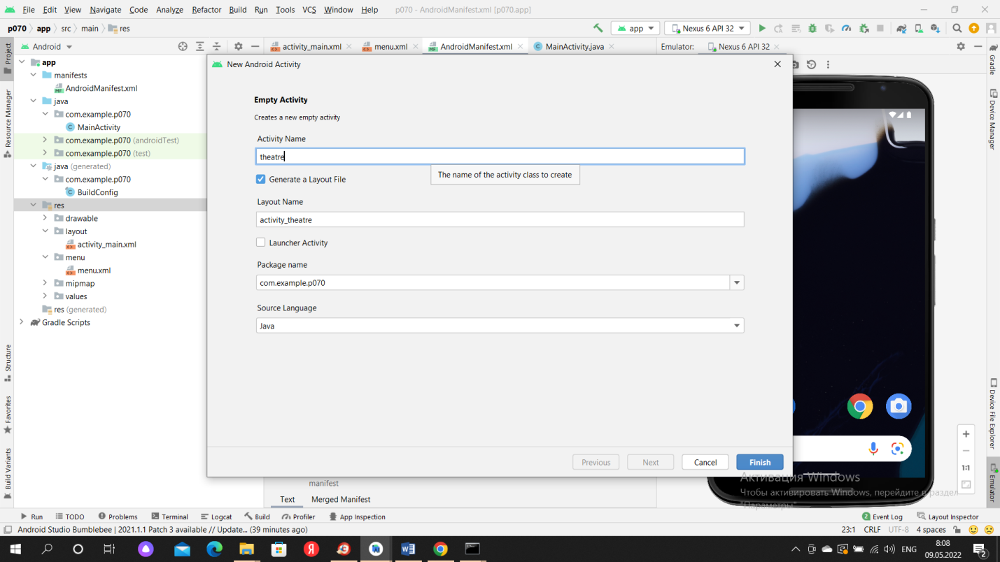 File Edit View Navigate Code Analyze Refactor Build Run Tools VCS Window Help p070 - AndroidManifest.xml [p070.app]
p070 app src main res
app Nexus 6 API 32
Project
Android
activity_main.xml menu.xml AndroidManifest.xml MainActivity.java
Emulator: Nexus 6 API 32
Gradle
Device Manager
Resource Manager
app
manifests
AndroidManifest.xml
java
com.example.p070
MainActivity
com.example.p070 (androidTest)
com.example.p070 (test)
java (generated)
com.example.p070
BuildConfig
res
drawable
layout
activity_main.xml
menu
menu.xml
mipmap
values
res (generated)
Gradle Scripts
New Android Activity
Empty Activity
Creates a new empty activity
Activity Name
theatre
The name of the activity class to create
Generate a Layout File
Layout Name
activity_theatre
Launcher Activity
Package name
com.example.p070
Source Language
Java
Previous Next Cancel Finish
Structure
Favorites
Build Variants
Device File Explorer
Emulator
1:1
manifest
Text Merged Manifest
Активация Windows
Чтобы активировать Windows, перейдите в раздел
"Параметры".
Run TODO Problems Terminal Logcat Build Profiler App Inspection
2 Event Log Layout Inspector
Android Studio Bumblebee | 2021.1.1 Patch 3 available // Update... (39 minutes ago)
23:1 CRLF UTF-8 4 spaces
ENG
8:08
09.05.2022
2